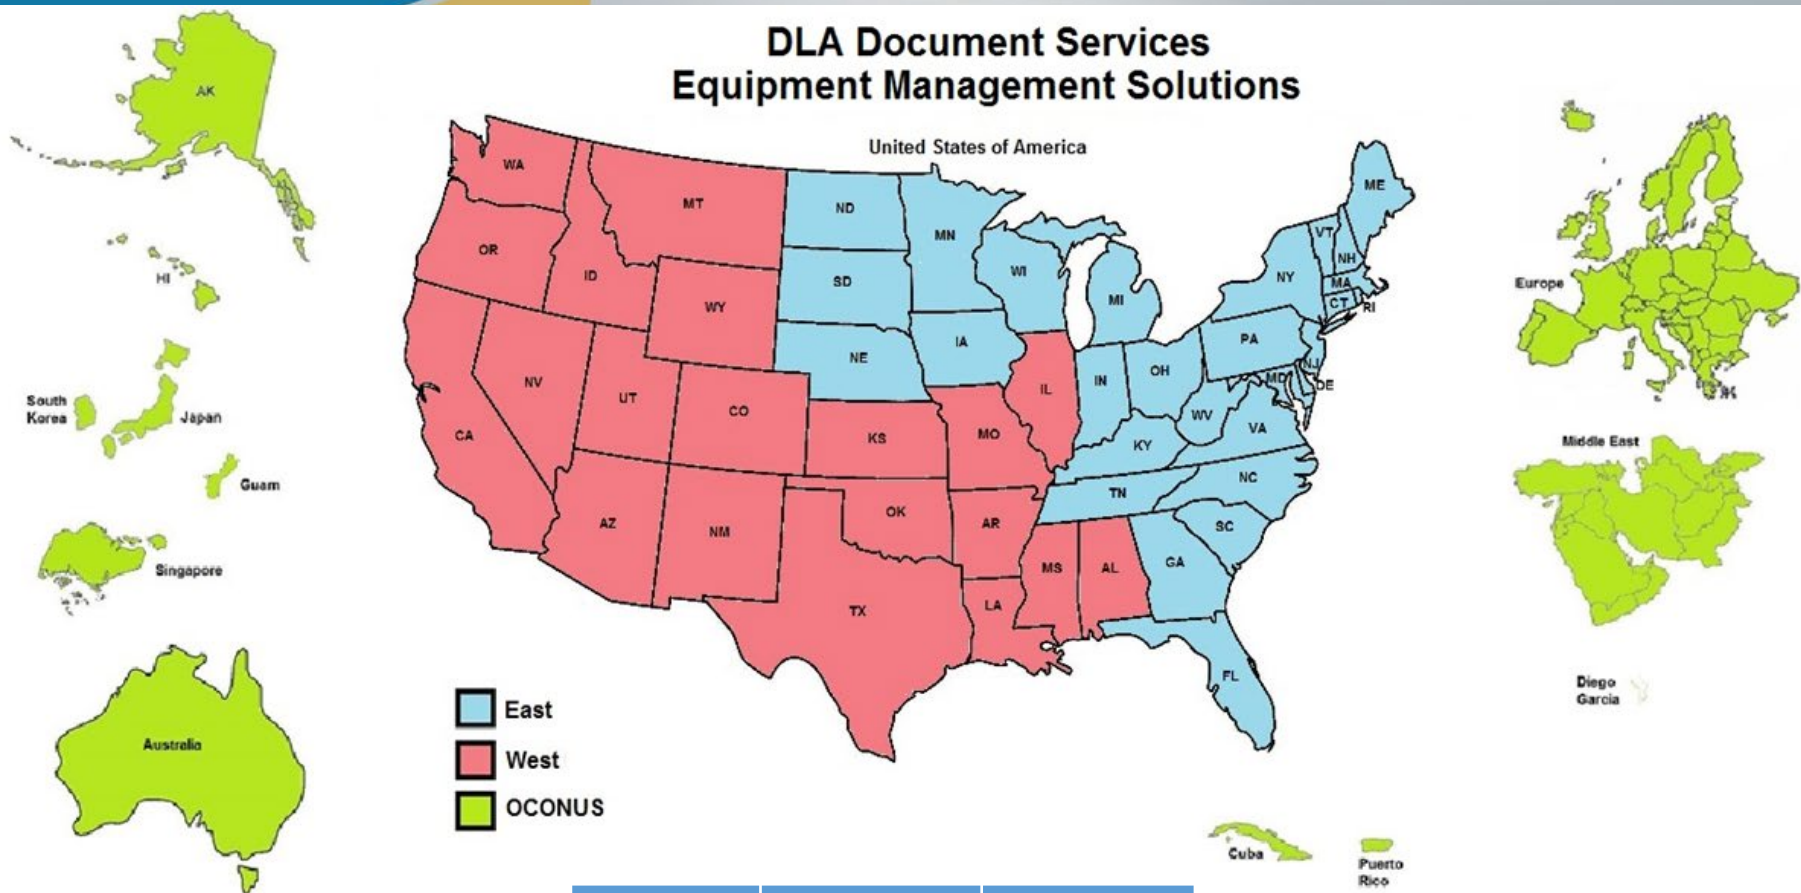 DLA Document Services
Equipment Management Solutions
United States of America
AK
HI
South
Korea
Japan
Guam
Singapore
Australia
WA
OR
CA
NV
ID
MT
WY
UT
CO
AZ
NM
ND
SD
NE
KS
OK
TX
MN
IA
MO
AR
LA
WI
IL
MS
MI
IN
OH
KY
TN
AL
GA
FL
SC
NC
VA
WV
PA
NY
VT
NH
ME
MA
CT
RI
NJ
DE
MD
East
West
OCONUS
Europe
Middle East
Diego
Garcia
Cuba
Puerto
Rico